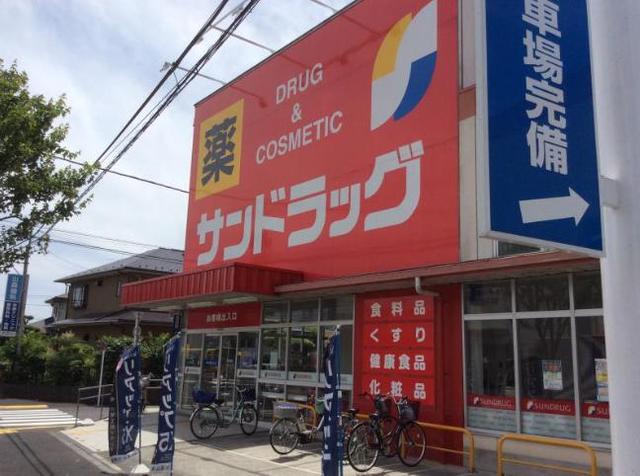 薬
DRUG
&
COSMETIC
サンドラッグ
車場完備
お客様出入口
食料品
くすり
健康食品
化粧品
SUNDRUG
SUNDRUG